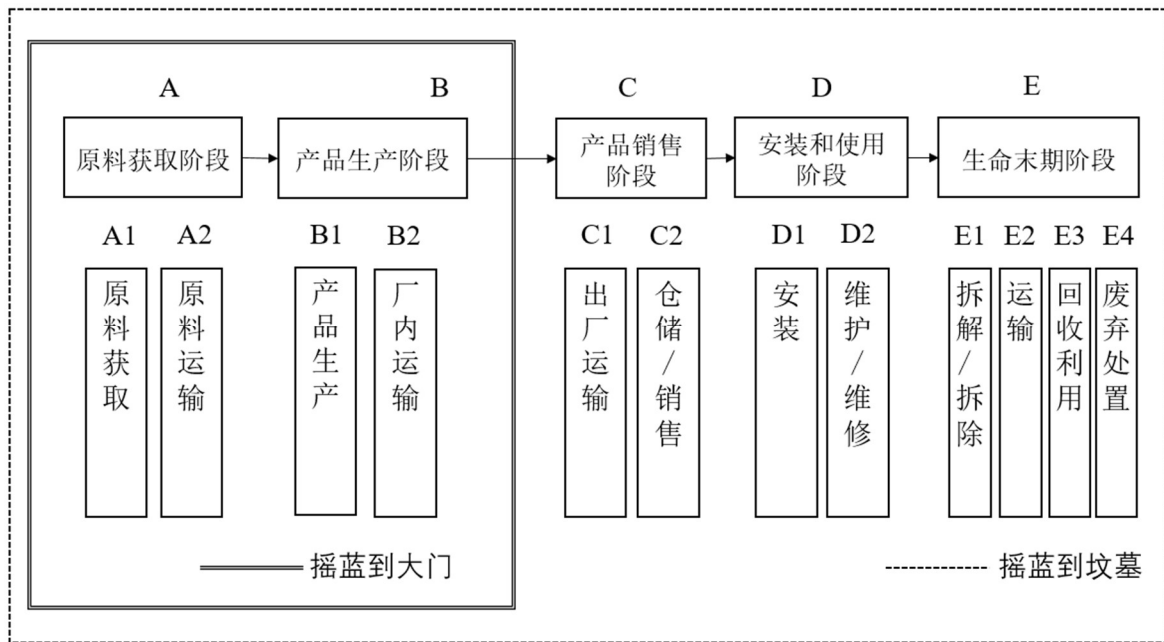 A B C D E
原料获取阶段 产品生产阶段 产品销售阶段 安装和使用阶段 生命末期阶段
A1 A2 B1 B2 C1 C2 D1 D2 E1 E2 E3 E4
原料获取
原料运输
产品生产
厂内运输
出厂运输
仓储/销售
安装
维护/维修
拆解/拆除
运输
回收利用
废弃处置
摇蓝到大门
摇蓝到坟墓